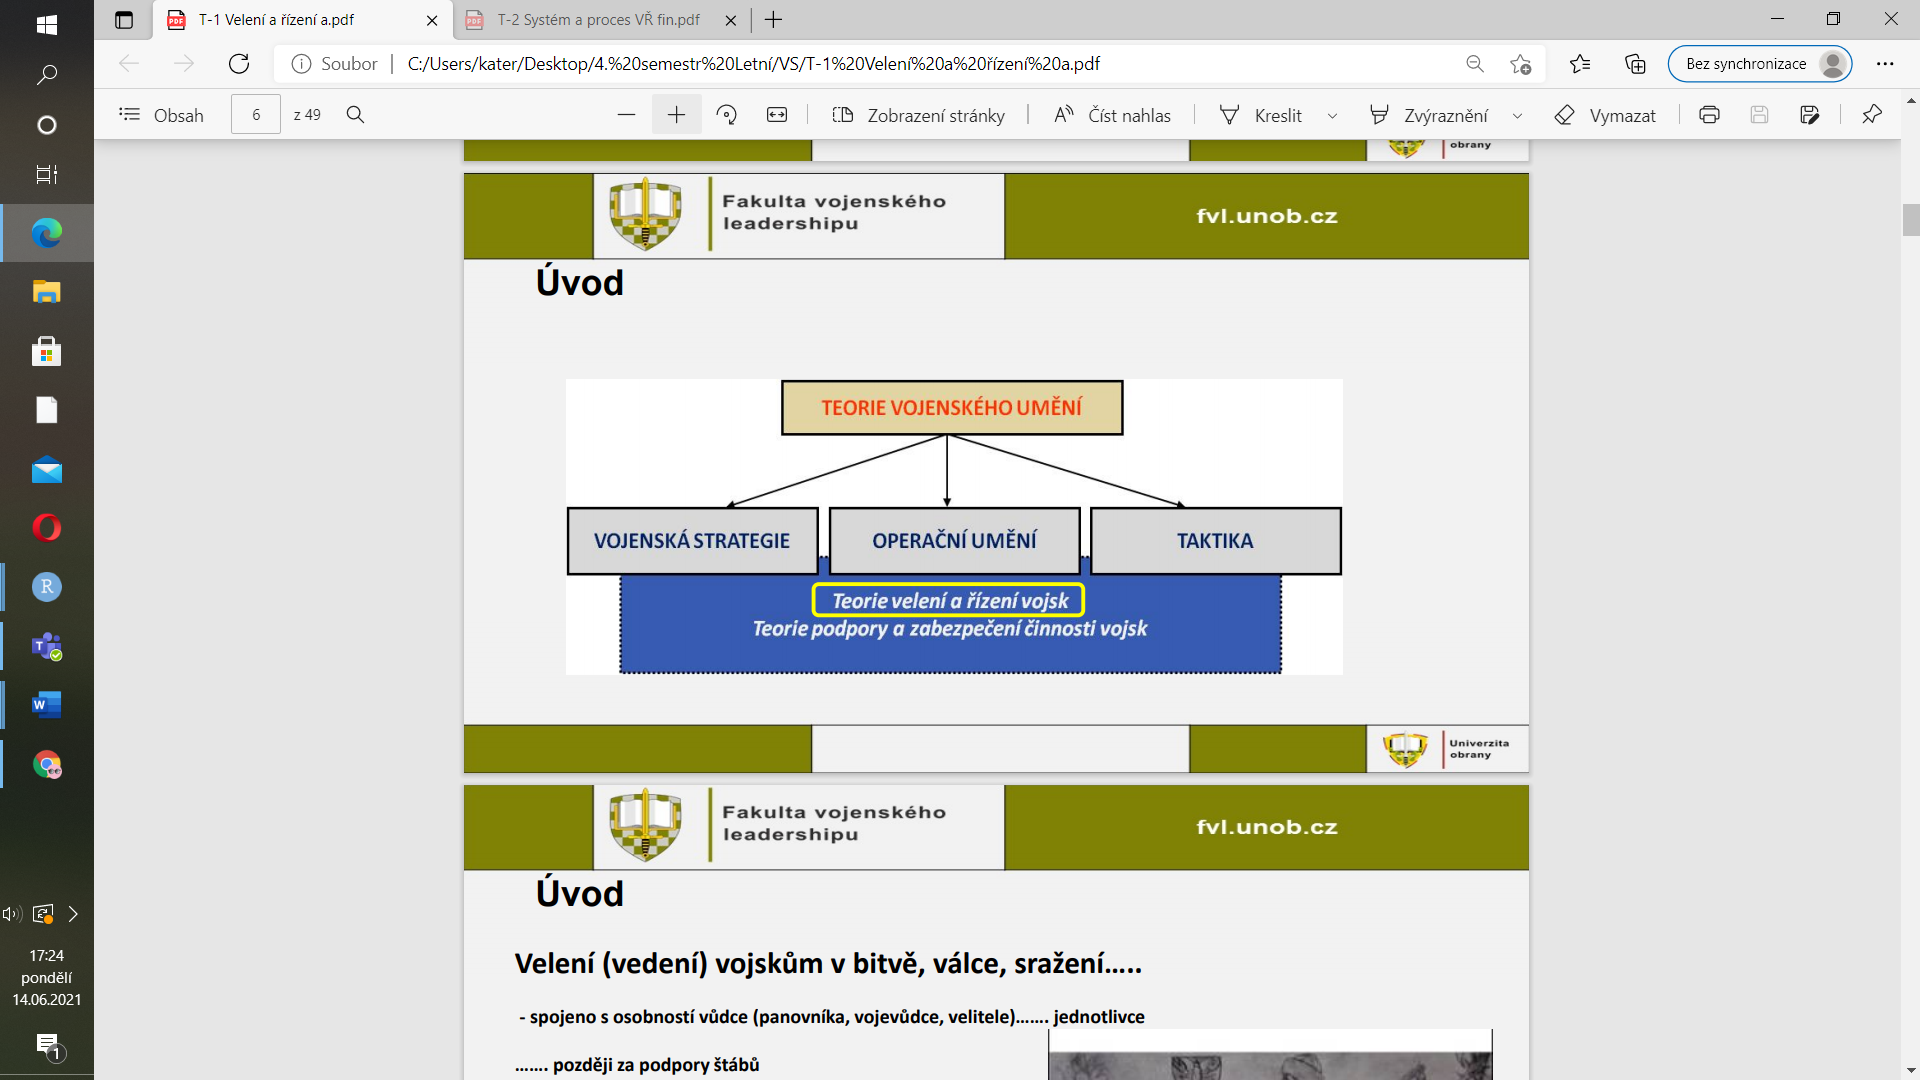 T-1 Velení a řízení a.pdf
T-2 Systém a proces VŘ fin.pdf
Soubor
C:/Users/kater/Desktop/4.%20semestr%20Letní/VS/T-1%20Velení%20a%20řízení%20a.pdf
Bez synchronizace
Obsah
6
z 49
Zobrazení stránky
Číst nahlas
Kreslit
Zvýraznění
Vymazat
obrany
Fakulta vojenského
leadershipu
fvl.unob.cz
Úvod
TEORIE VOJENSKÉHO UMĚNÍ
VOJENSKÁ STRATEGIE
OPERAČNÍ UMĚNÍ
TAKTIKA
Teorie velení a řízení vojsk
Teorie podpory a zabezpečení činnosti vojsk
Univerzita
obrany
Fakulta vojenského
leadershipu
fvl.unob.cz
Úvod
Velení (vedení) vojskům v bitvě, válce, sražení…..
- spojeno s osobností vůdce (panovníka, vojevůdce, velitele)……. jednotlivce
……. později za podpory štábů
17:24
pondělí
14.06.2021
1